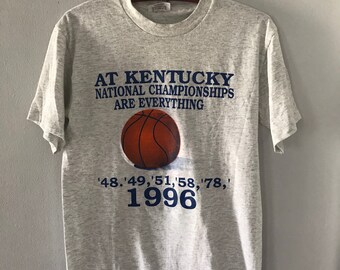 AT KENTUCKY
NATIONAL CHAMPIONSHIPS
ARE EVERYTHING
'48.'49,'51,'58,'78,'
1996